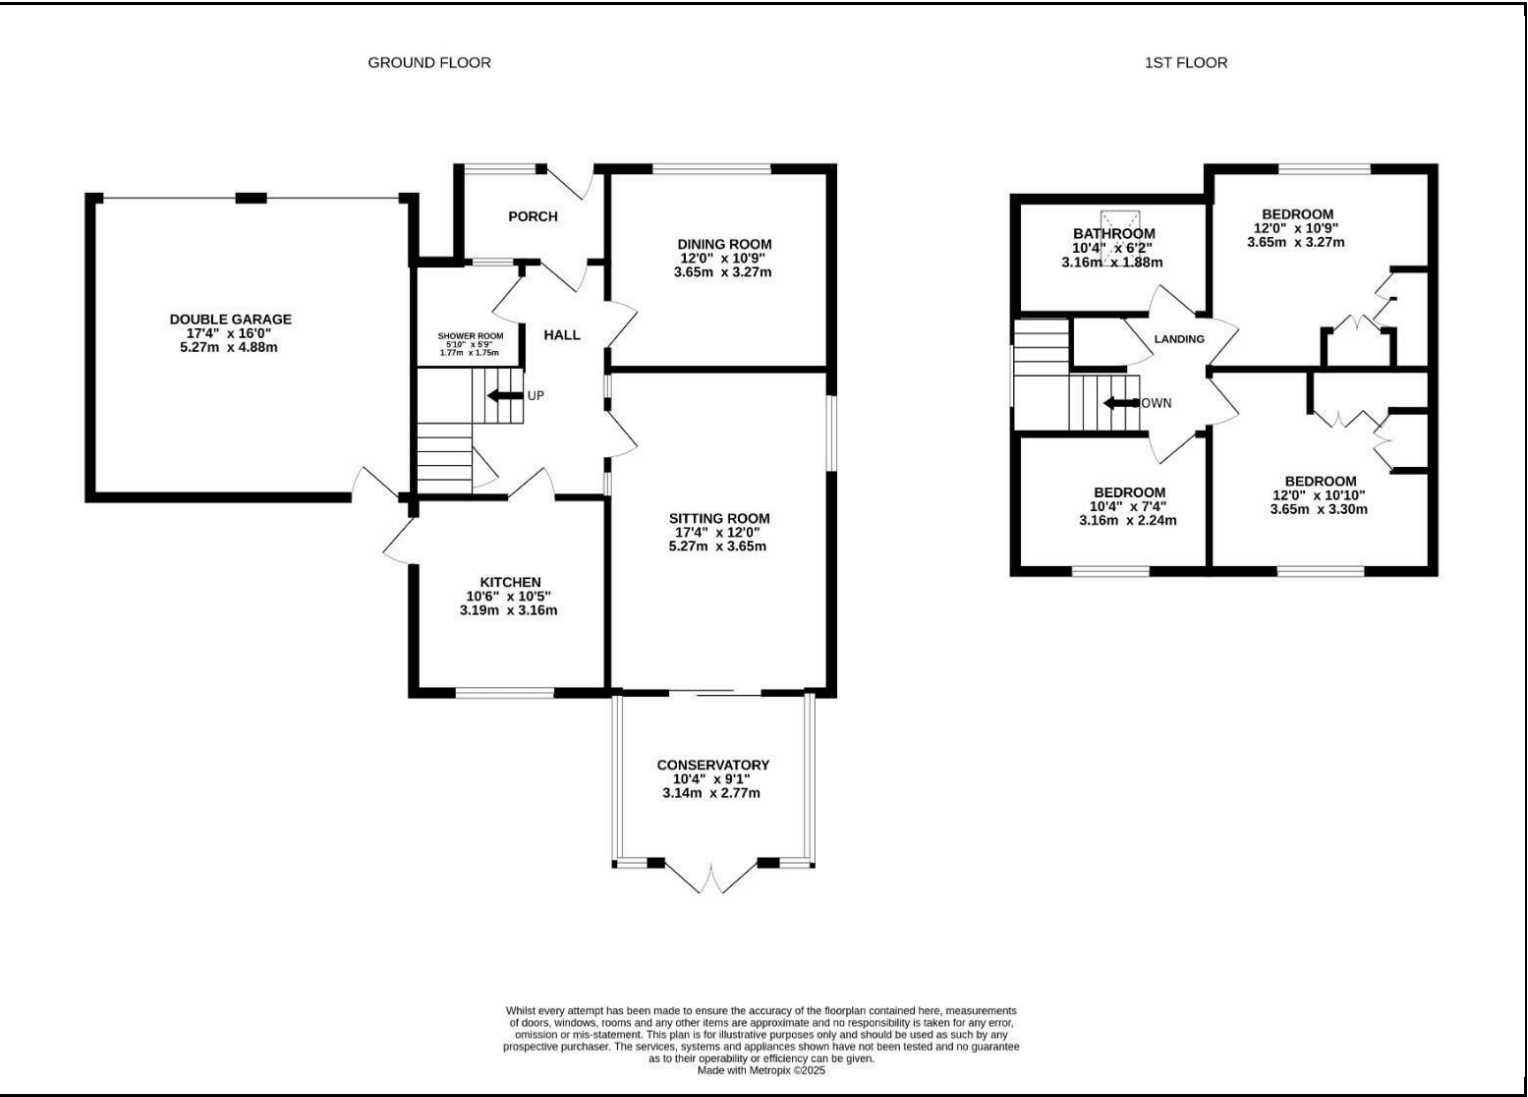 GROUND FLOOR
1ST FLOOR
PORCH
DINING ROOM
12'0" x 10'9"
3.65m x 3.27m
DOUBLE GARAGE
17'4" x 16'0"
5.27m x 4.88m
SHOWER ROOM
5'10" x 5'9"
1.77m x 1.75m
HALL
UP
SITTING ROOM
17'4" x 12'0"
5.27m x 3.65m
KITCHEN
10'6" x 10'5"
3.19m x 3.16m
CONSERVATORY
10'4" x 9'1"
3.14m x 2.77m
BATHROOM
10'4" x 6'2"
3.16m x 1.88m
BEDROOM
12'0" x 10'9"
3.65m x 3.27m
LANDING
DOWN
BEDROOM
10'4" x 7'4"
3.16m x 2.24m
BEDROOM
12'0" x 10'10"
3.65m x 3.30m
Whilst every attempt has been made to ensure the accuracy of the floorplan contained here, measurements
of doors, windows, rooms and any other items are approximate and no responsibility is taken for any error,
omission or mis-statement. This plan is for illustrative purposes only and should be used as such by any
prospective purchaser. The services, systems and appliances shown have not been tested and no guarantee
as to their operability or efficiency can be given.
Made with Metropix ©2025